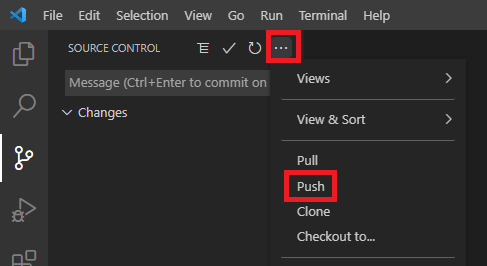 File Edit Selection View Go Run Terminal Help
SOURCE CONTROL
Message (Ctrl+Enter to commit on
Changes
Views
View & Sort
Pull
Push
Clone
Checkout to...